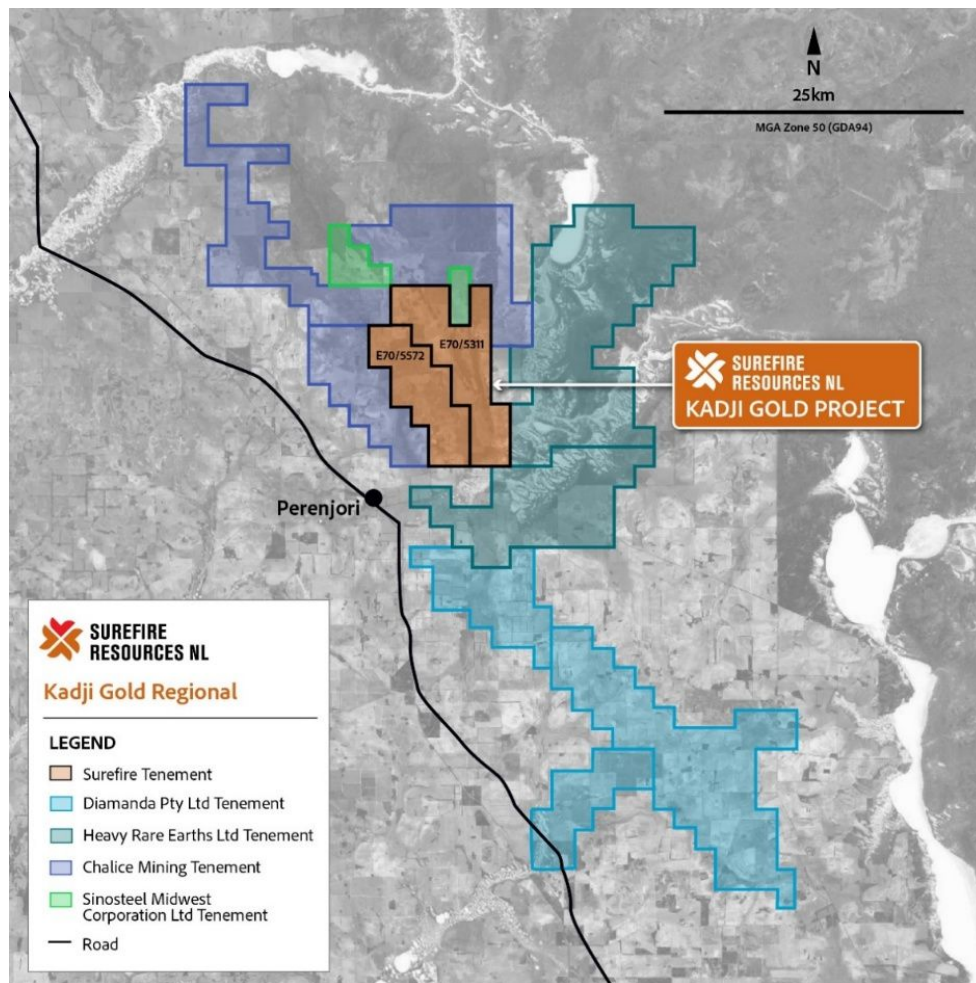 N
25km
MGA Zone 50 (GDA94)
E70/5311
E70/5572
SUREFIRE
RESOURCES NL
KADJI GOLD PROJECT
Perenjori
SUREFIRE
RESOURCES NL
Kadji Gold Regional
LEGEND
Surefire Tenement
Diamanda Pty Ltd Tenement
Heavy Rare Earths Ltd Tenement
Chalice Mining Tenement
Sinosteel Midwest
Corporation Ltd Tenement
Road